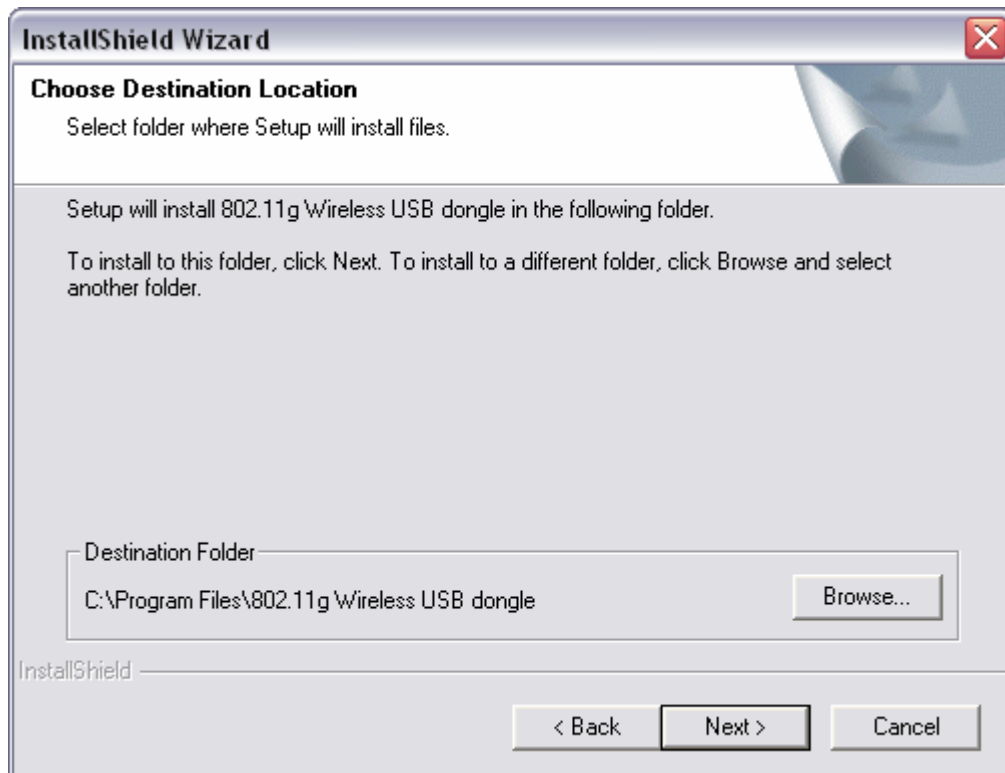 InstallShield Wizard
Choose Destination Location
Select folder where Setup will install files.
Setup will install 802.11g Wireless USB dongle in the following folder.
To install to this folder, click Next. To install to a different folder, click Browse and select
another folder.
Destination Folder
C:\Program Files\802.11g Wireless USB dongle
Browse...
InstallShield
< Back
Next >
Cancel